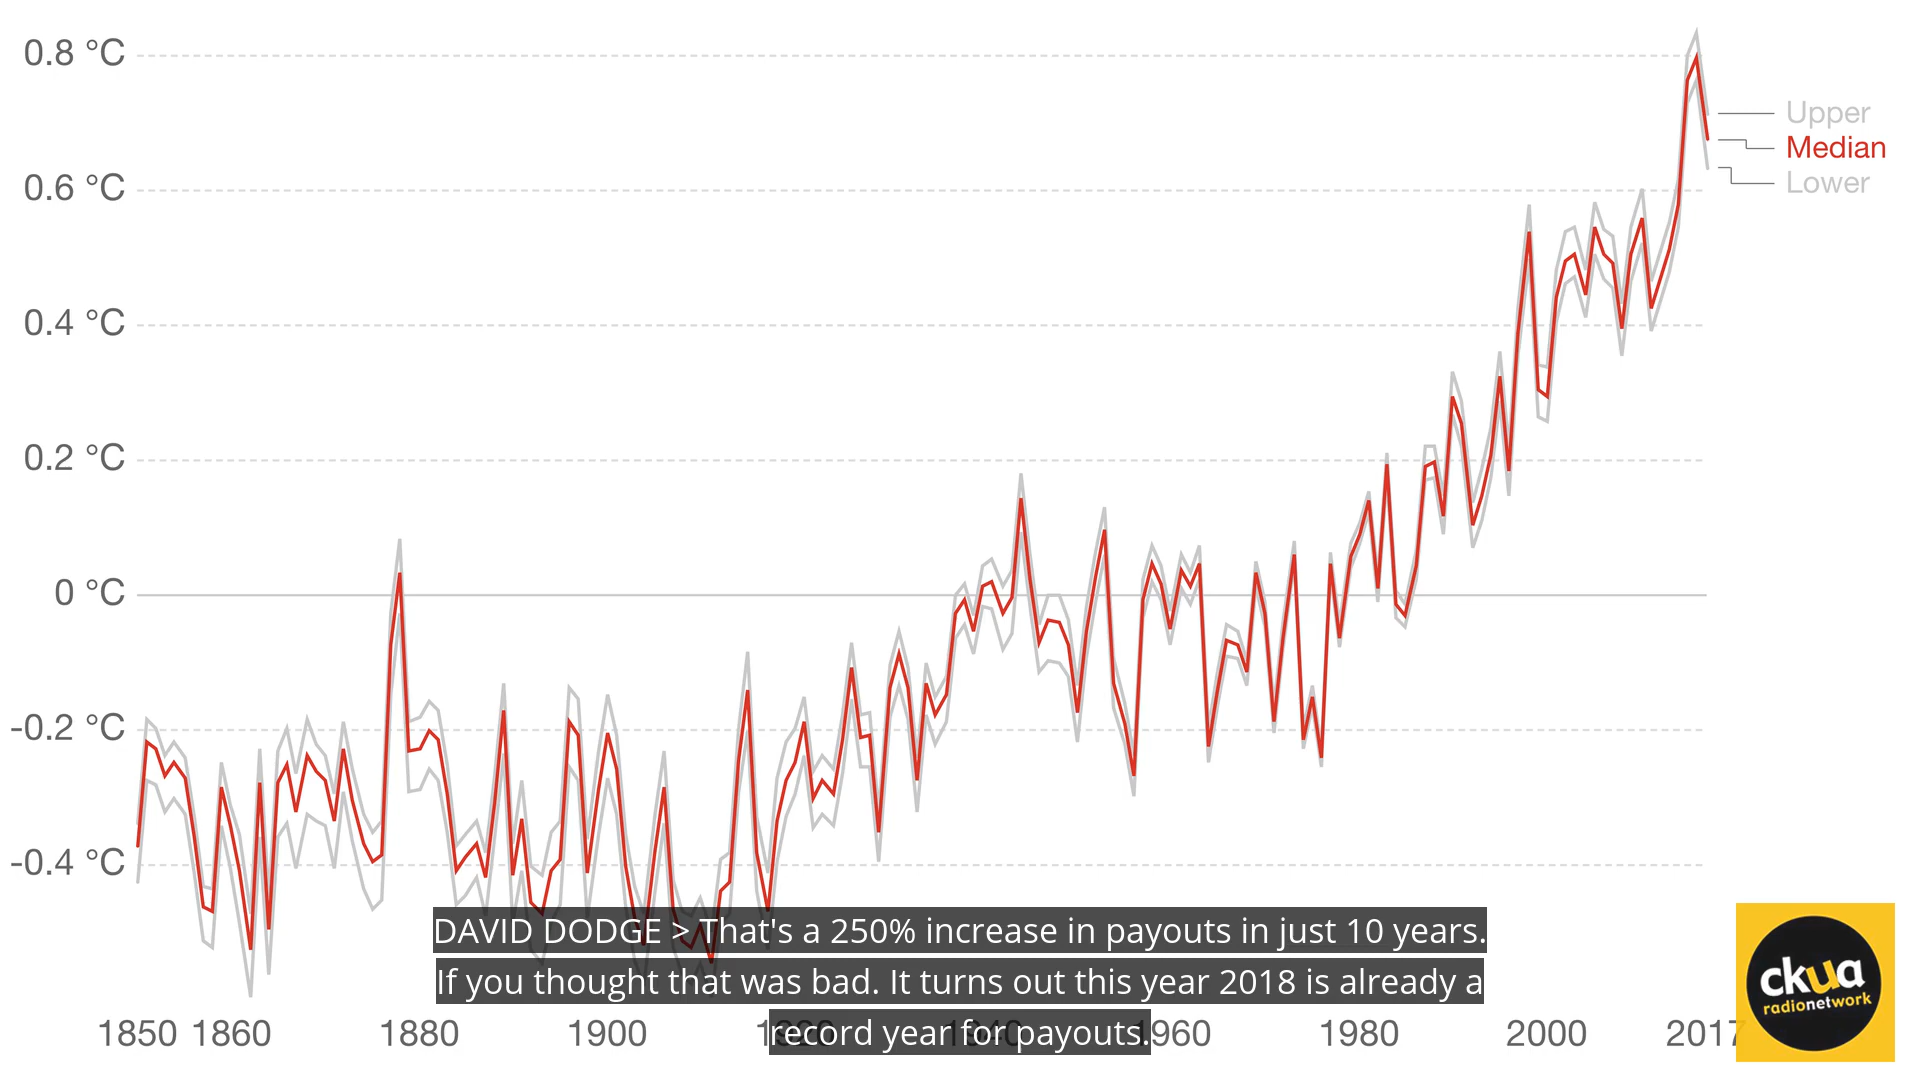 0.8 °C
Upper
Median
0.6 °C
Lower
0.4 °C
0.2 °C
0 °C
-0.2 °C
-0.4 °C
DAVID DODGE > That's a 250% increase in payouts in just 10 years.
If you thought that was bad. It turns out this year 2018 is already a
record year for payouts.
1850 1860 1880 1900 1920 1940 1960 1980 2000 2017
ckua
radionetwork